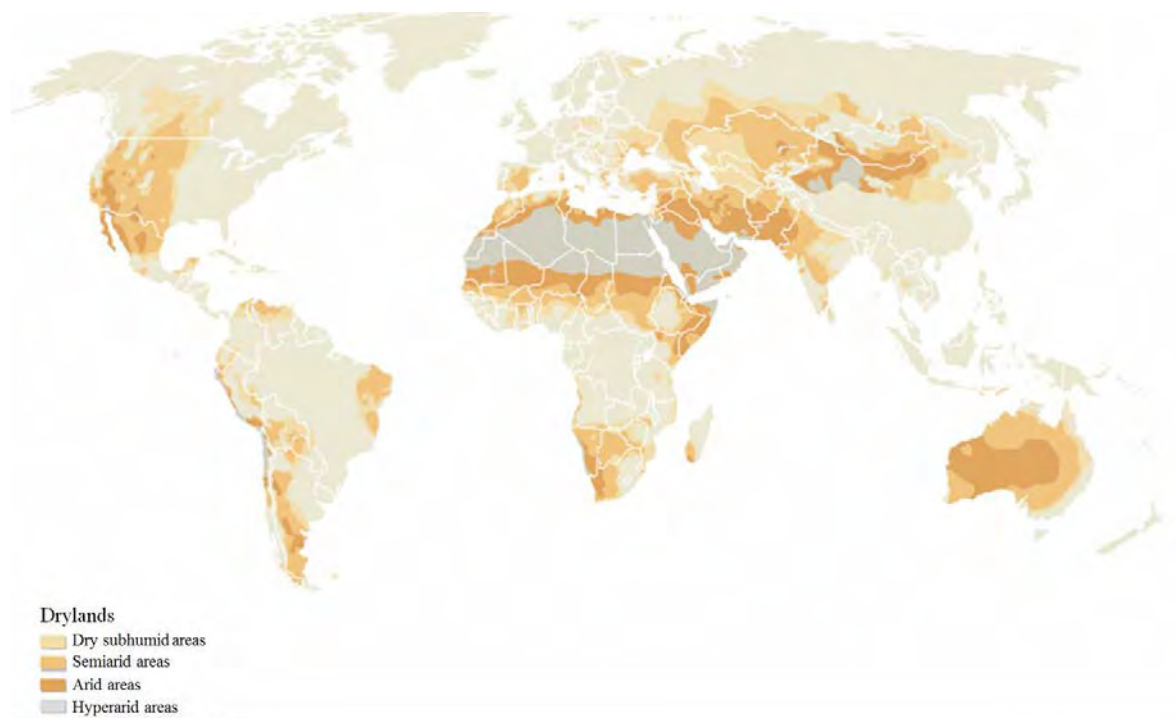 Drylands
Dry subhumid areas
Semiarid areas
Arid areas
Hyperarid areas